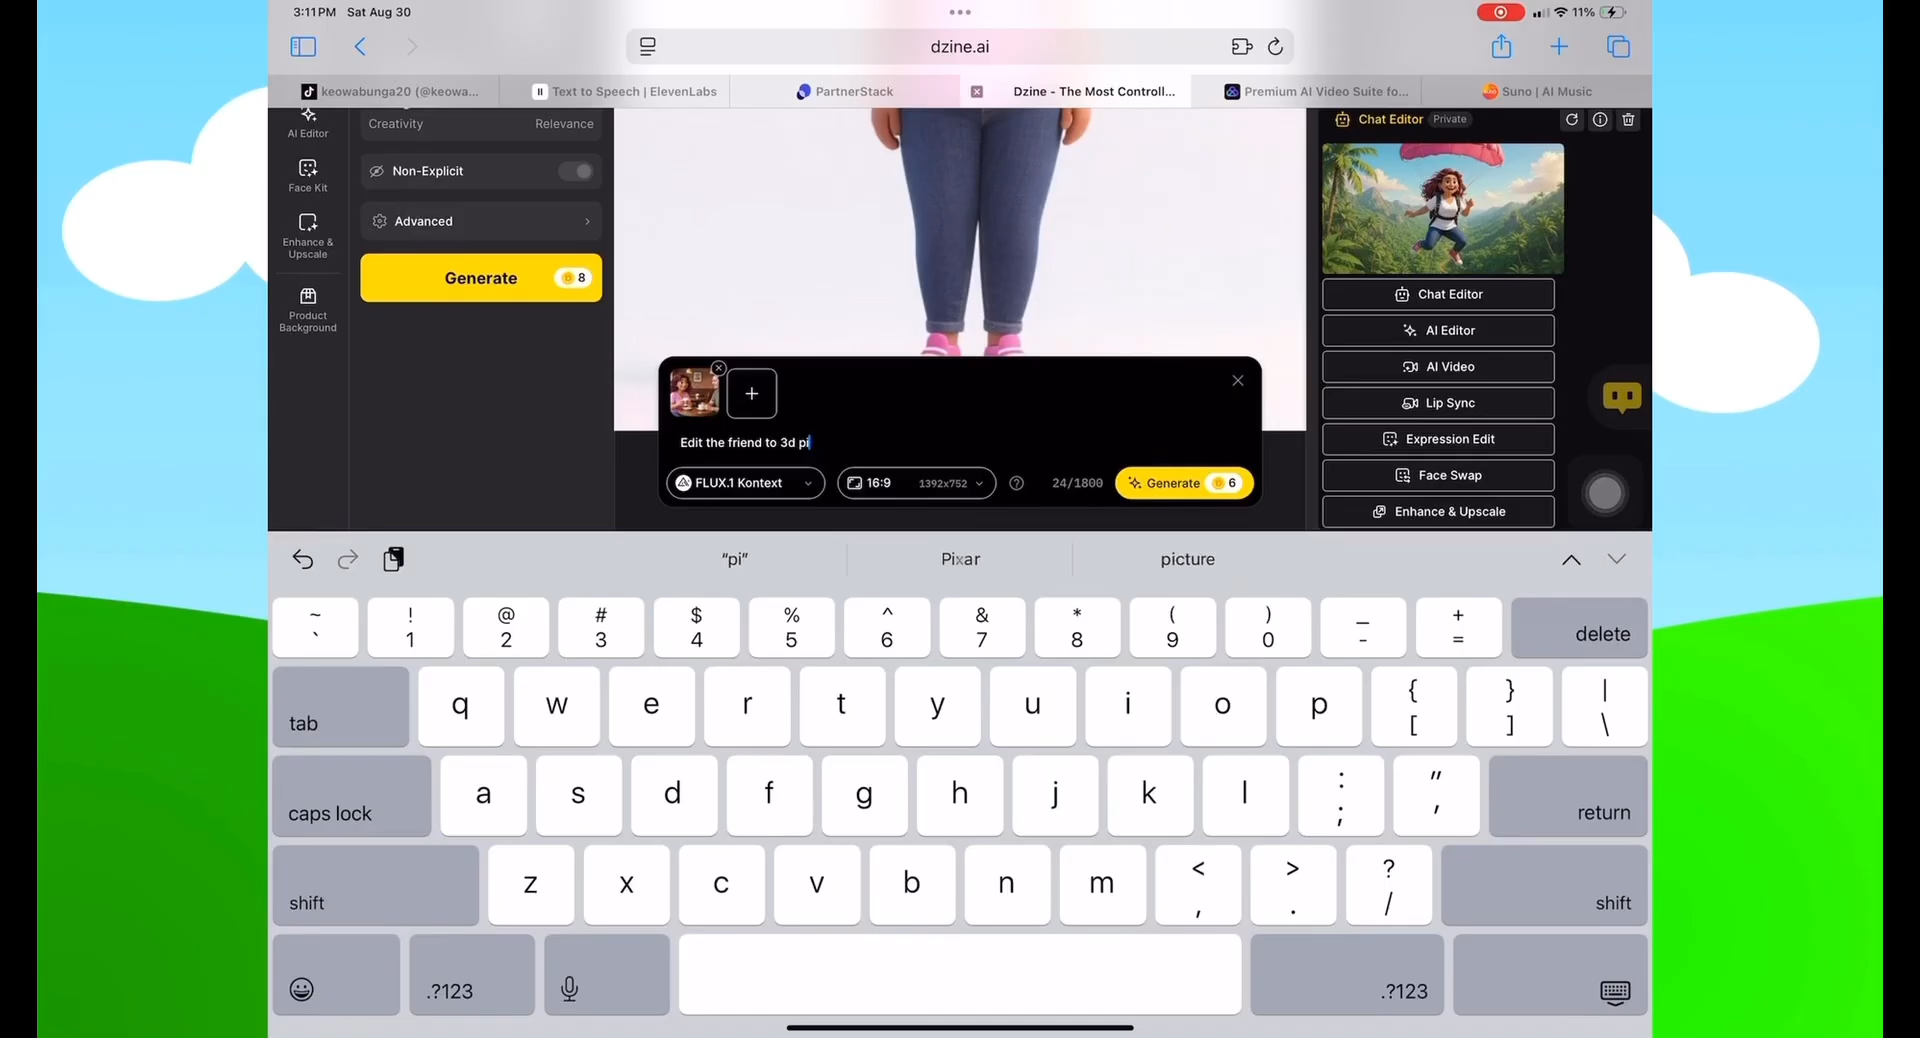 3:11PM Sat Aug 30
11%
dzine.ai
keowabunga20 (@keowa...
Text to Speech | ElevenLabs
PartnerStack
Dzine - The Most Controll...
Premium AI Video Suite fo...
Suno | AI Music
AI Editor
Face Kit
Enhance &
Upscale
Product
Background
Creativity Relevance
Non-Explicit
Advanced
Generate 8
Chat Editor Private
Chat Editor
AI Editor
AI Video
Lip Sync
Expression Edit
Face Swap
Enhance & Upscale
Edit the friend to 3d pi
FLUX.1 Kontext 16:9 1392x752 24/1800 Generate 6
“pi” Pixar picture
~ ! @ # $ % ^ & * ( ) _ +
` 1 2 3 4 5 6 7 8 9 0 - = delete
tab q w e r t y u i o p { [ } ] | \
caps lock a s d f g h j k l : ; " ' return
shift z x c v b n m < , > . ? / shift
.?123 .?123